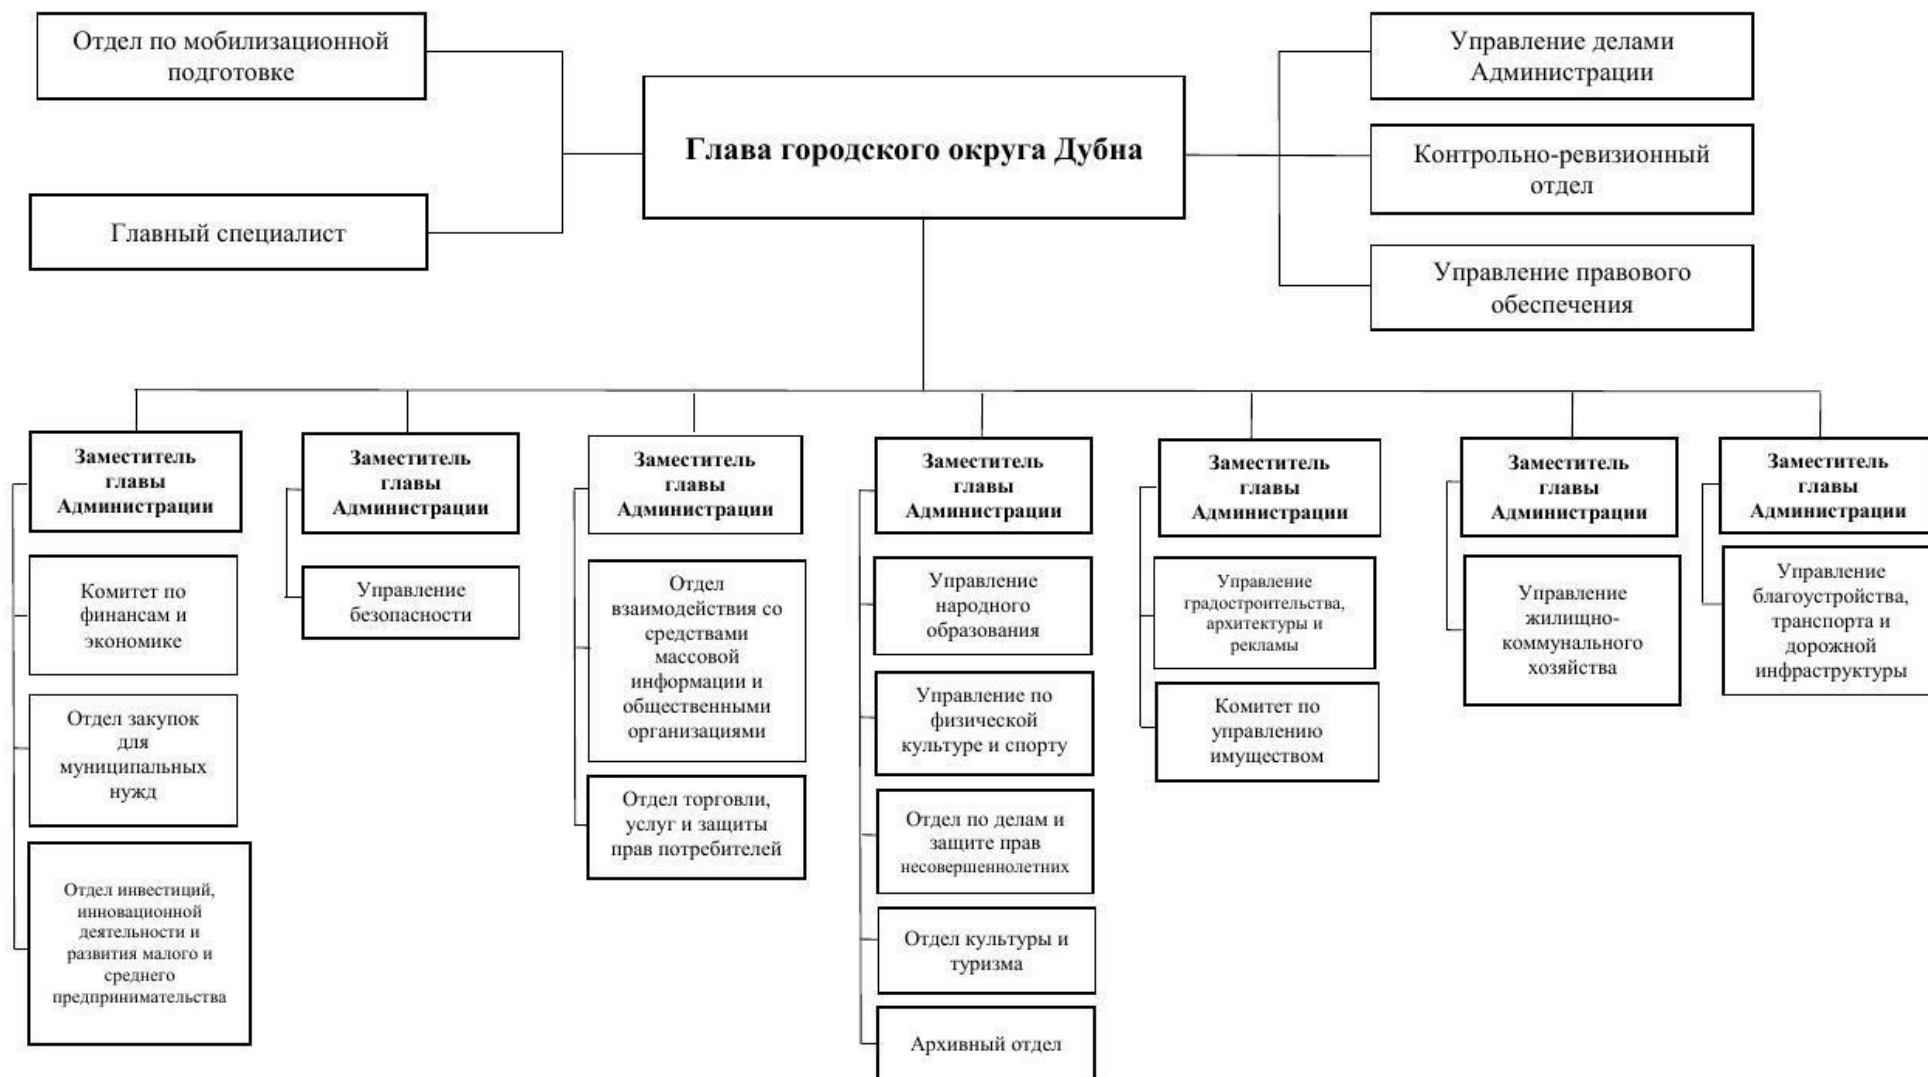 Отдел по мобилизационной
подготовке
Управление делами
Администрации
Глава городского округа Дубна
Контрольно-ревизионный
отдел
Главный специалист
Управление правового
обеспечения
Заместитель
главы
Администрации
Комитет по
финансам и
экономике
Отдел закупок
для
муниципальных
нужд
Отдел инвестиций,
инновационной
деятельности и
развития малого и
среднего
предпринимательства
Заместитель
главы
Администрации
Управление
безопасности
Заместитель
главы
Администрации
Отдел
взаимодействия со
средствами
массовой
информации и
общественными
организациями
Отдел торговли,
услуг и защиты
прав потребителей
Заместитель
главы
Администрации
Управление
народного
образования
Управление по
физической
культуре и спорту
Отдел по делам и
защите прав
несовершеннолетних
Отдел культуры и
туризма
Архивный отдел
Заместитель
главы
Администрации
Управление
градостроительства,
архитектуры и
рекламы
Комитет по
управлению
имуществом
Заместитель
главы
Администрации
Управление
жилищно-
коммунального
хозяйства
Заместитель
главы
Администрации
Управление
благоустройства,
транспорта и
дорожной
инфраструктуры